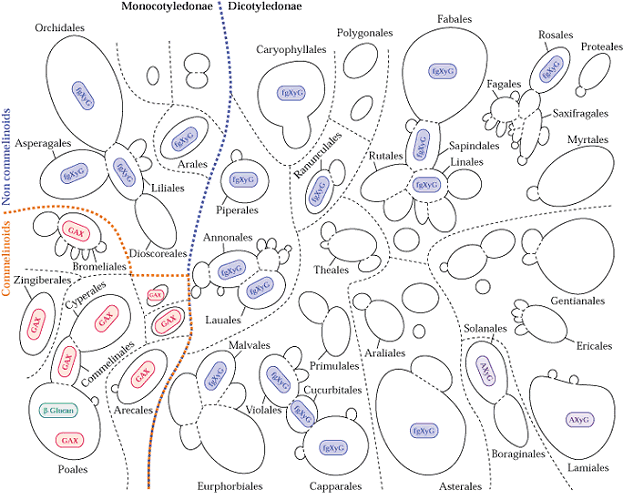 Monocotyledonae Dicotyledonae
Orchidales
Polygonales
Fabales
Caryophyllales
Rosales
Proteales
fgXyG
fgXyG
fgXyG
fgXyG
Fagales
Non commelinoids
Saxifragales
Asperagales
fgXyG
fgXyG
Ranunculales
Sapindales
Myrtales
Arales
Rutales
Linales
fgXyG
fgXyG
fgXyG
fgXyG
fgXyG
Liliales
Piperales
Commelinoids
GAX
Annonales
Dioscoreales
Bromeliales
Theales
fgXyG
Zingiberales
fgXyG
Gentianales
Cyperales
GAX
GAX
GAX
GAX
Lauales
Solanales
Ericales
Commelinales
Malvales
Primulales
Araliales
GAX
GAX
fgXyG
fgXyG
Cucurbitales
AXyG
Arecales
Violales
fgXyG
β Glucan
AXyG
fgXyG
GAX
fgXyG
Boraginales
Poales
Lamiales
Eurphorbiales
Capparales
Asterales